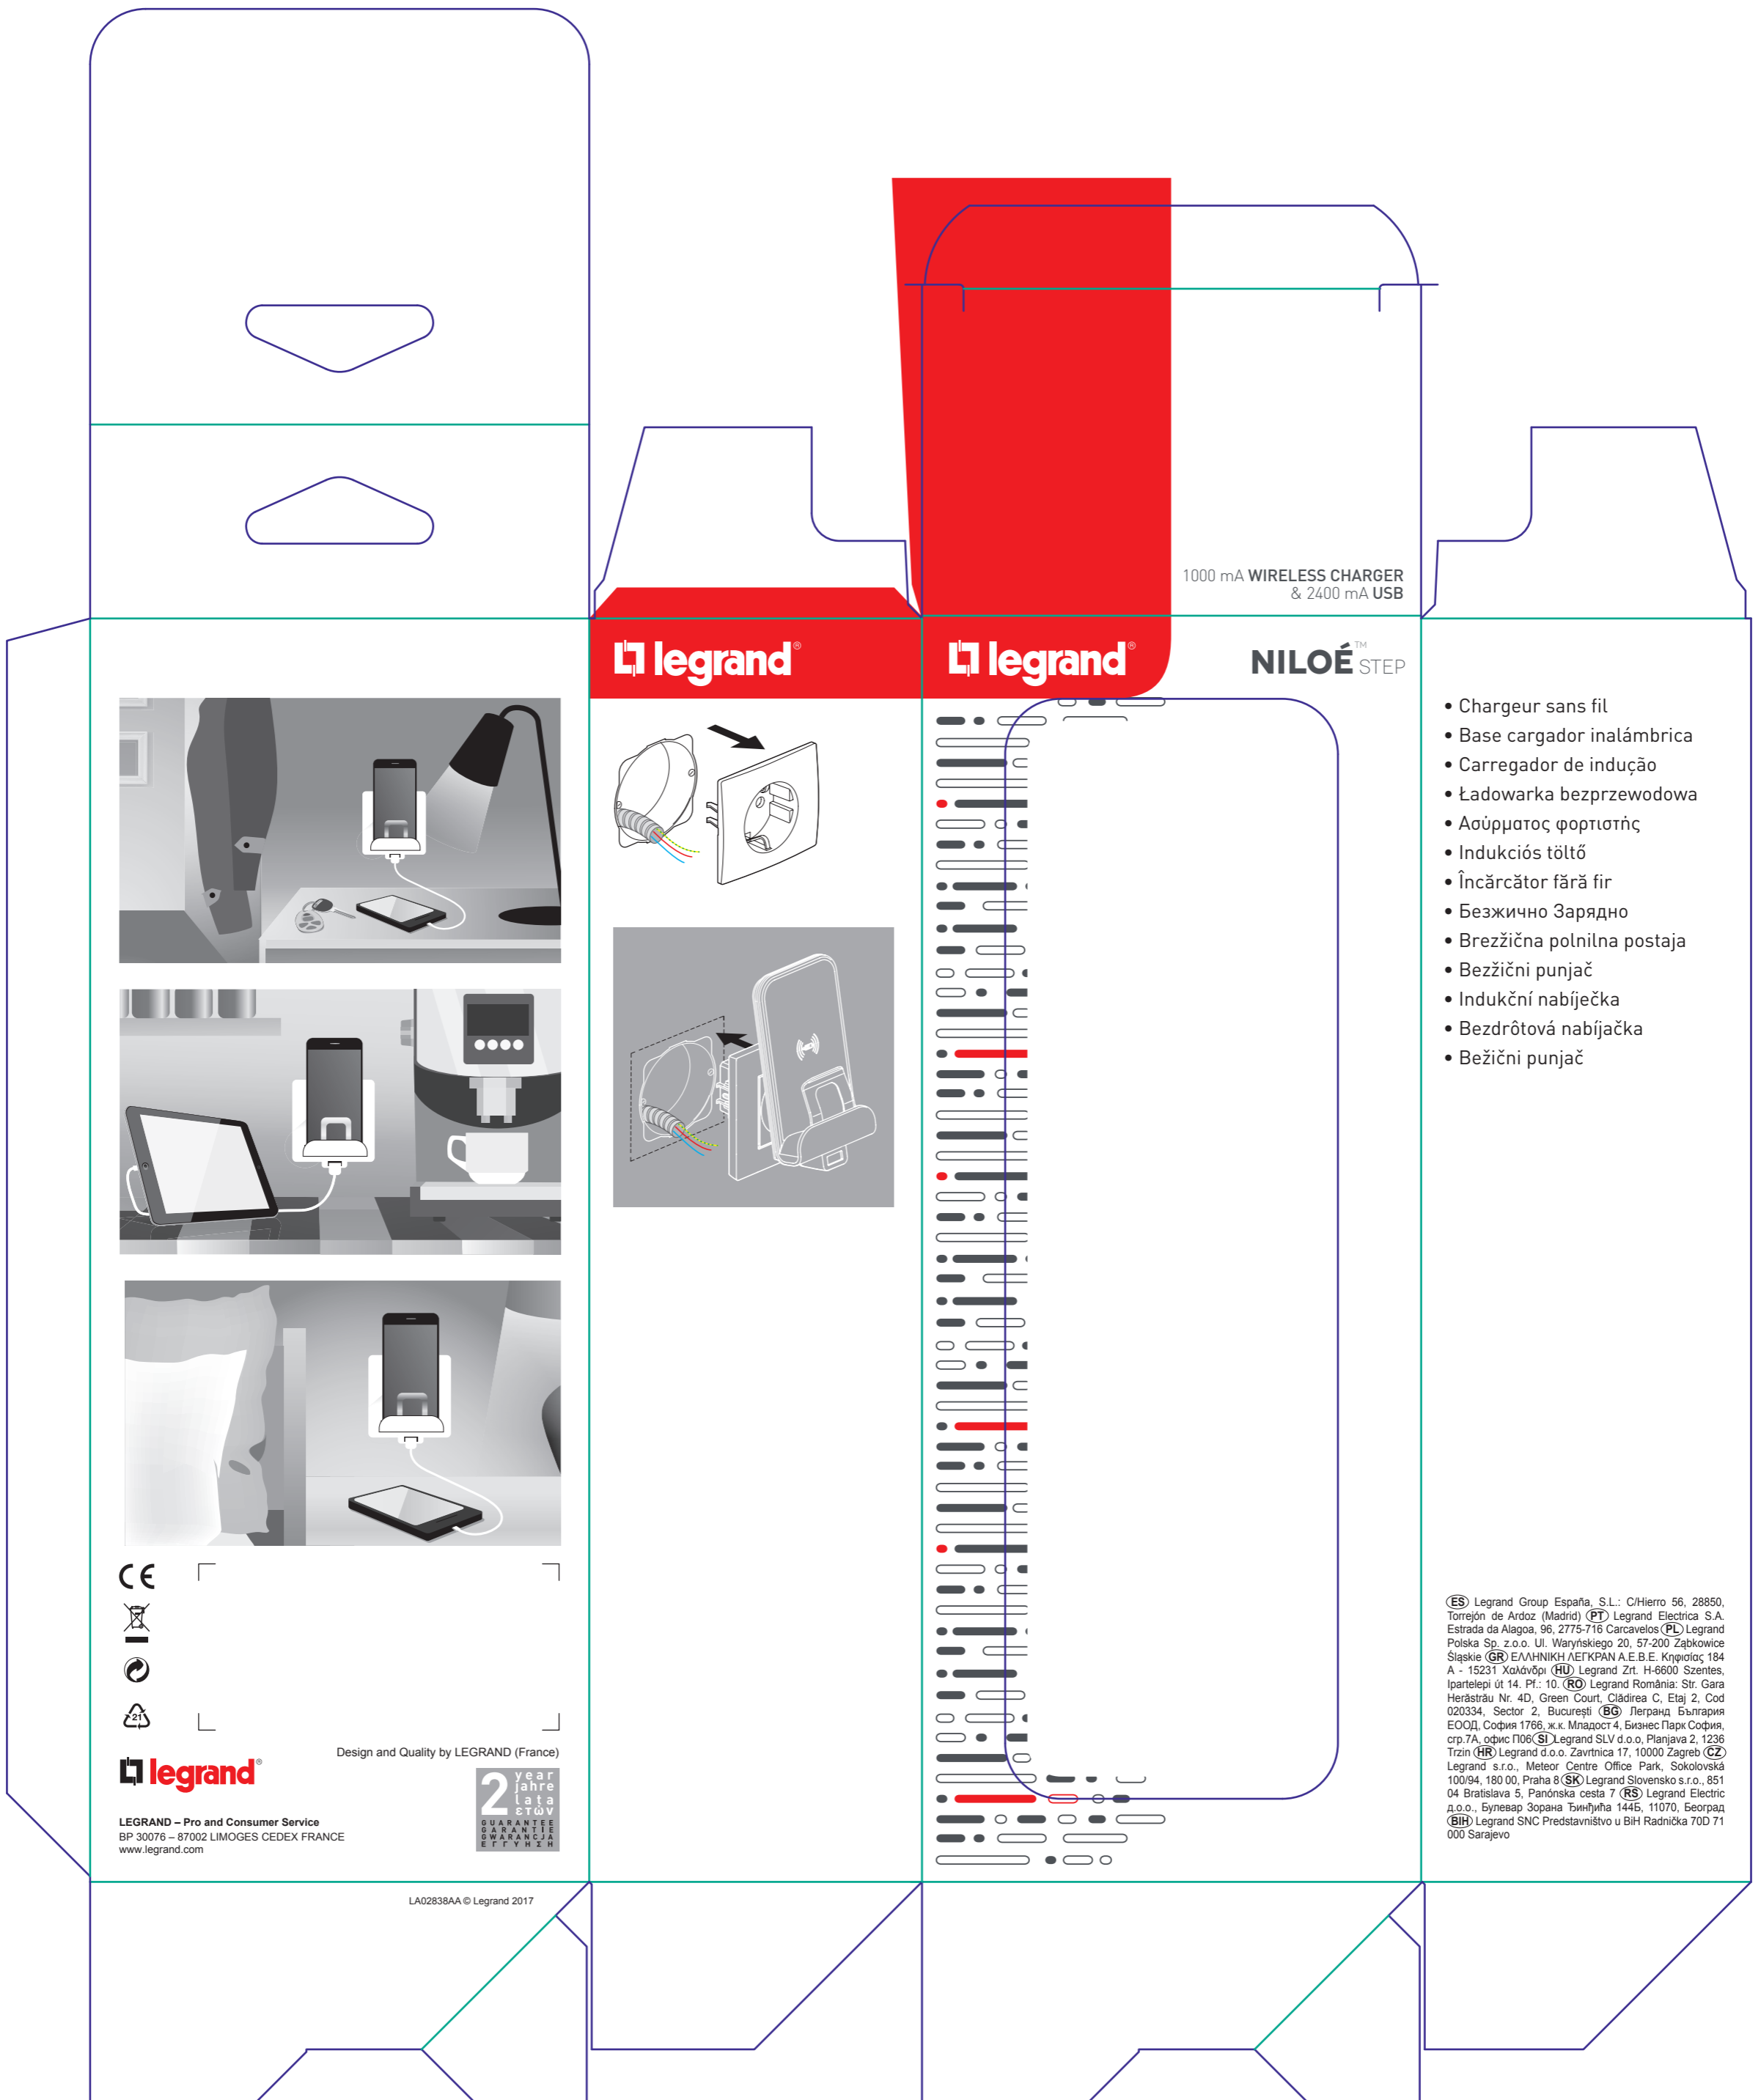 1000 mA WIRELESS CHARGER
& 2400 mA USB
legrand®
legrand®
NILOÉ™ STEP
• Chargeur sans fil
• Base cargador inalámbrica
• Carregador de indução
• Ładowarka bezprzewodowa
• Ασύρματος φορτιστής
• Indukciós töltő
• Încărcător fără fir
• Безжично Зарядно
• Brezžična polnilna postaja
• Bezžični punjač
• Indukční nabíječka
• Bezdrôtová nabíjačka
• Bežični punjač
CE
21
legrand®
Design and Quality by LEGRAND (France)
2 year
jahre
lata
ετών
GUARANTEE
GARANTIE
GWARANCJA
ΕΓΓΥΗΣΗ
LEGRAND – Pro and Consumer Service
BP 30076 – 87002 LIMOGES CEDEX FRANCE
www.legrand.com
LA02838AA © Legrand 2017
ES Legrand Group España, S.L.: C/Hierro 56, 28850,
Torrejón de Ardoz (Madrid) PT Legrand Electrica S.A.
Estrada da Alagoa, 96, 2775-716 Carcavelos PL Legrand
Polska Sp. z.o.o. Ul. Waryńskiego 20, 57-200 Ząbkowice
Śląskie GR ΕΛΛΗΝΙΚΗ ΛΕΓΚΡΑΝ Α.Ε.Β.Ε. Κηφισίας 184
Α - 15231 Χαλάνδρι HU Legrand Zrt. H-6600 Szentes,
Ipartelepi út 14. Pf.: 10. RO Legrand România: Str. Gara
Herăstrău Nr. 4D, Green Court, Clădirea C, Etaj 2, Cod
020334, Sector 2, București BG Легранд България
ЕООД, София 1766, ж.к. Младост 4, Бизнес Парк София,
сгр.7А, офис П06 SI Legrand SLV d.o.o, Planjava 2, 1236
Trzin HR Legrand d.o.o. Zavrtnica 17, 10000 Zagreb CZ
Legrand s.r.o., Meteor Centre Office Park, Sokolovská
100/94, 180 00, Praha 8 SK Legrand Slovensko s.r.o., 851
04 Bratislava 5, Panónska cesta 7 RS Legrand Electric
д.о.о., Булевар Зорана Ђинђића 144Б, 11070, Београд
BIH Legrand SNC Predstavništvo u BiH Radnička 70D 71
000 Sarajevo